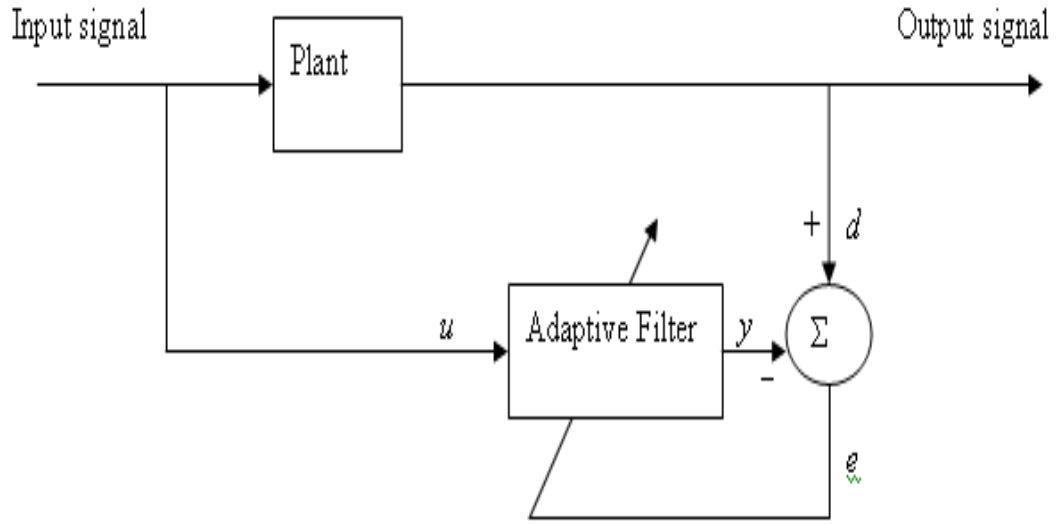 Input signal
Output signal
Plant
+ d
u
Adaptive Filter
y
Σ
−
e